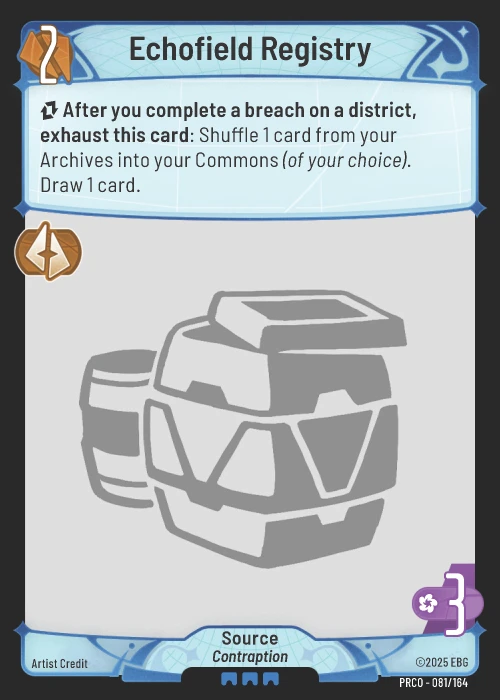 2
Echofield Registry
After you complete a breach on a district,
exhaust this card: Shuffle 1 card from your
Archives into your Commons (of your choice).
Draw 1 card.
3
Source
Contraption
Artist Credit
©2025 EBG
PRCO - 081/164